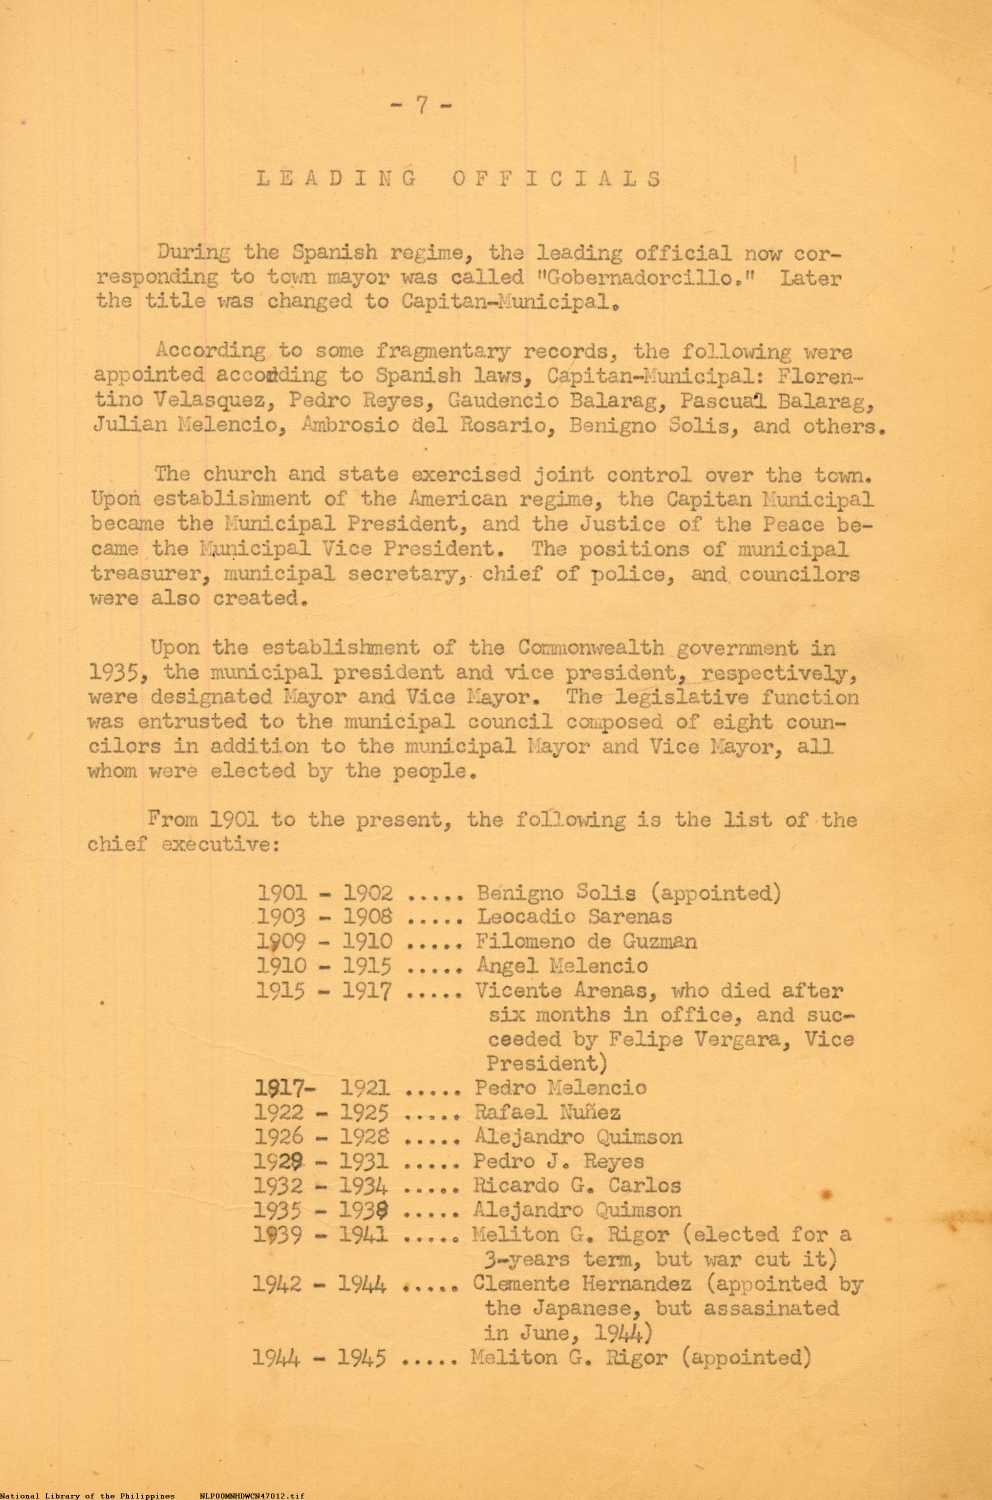 - 7 -
LEADING OFFICIALS
During the Spanish regime, the leading official now cor-
responding to town mayor was called "Gobernadorcillo." Later
the title was changed to Capitan-Municipal.
According to some fragmentary records, the following were
appointed accodding to Spanish laws, Capitan-Municipal: Floren-
tino Velasquez, Pedro Reyes, Gaudencio Balarag, Pascual Balarag,
Julian Melencio, Ambrosio del Rosario, Benigno Solis, and others.
The church and state exercised joint control over the town.
Upon establishment of the American regime, the Capitan Municipal
became the Municipal President, and the Justice of the Peace be-
came the Municipal Vice President. The positions of municipal
treasurer, municipal secretary, chief of police, and councilors
were also created.
Upon the establishment of the Commonwealth government in
1935, the municipal president and vice president, respectively,
were designated Mayor and Vice Mayor. The legislative function
was entrusted to the municipal council composed of eight coun-
cilors in addition to the municipal Mayor and Vice Mayor, all
whom were elected by the people.
From 1901 to the present, the following is the list of the
chief executive:
1901 - 1902 ..... Benigno Solis (appointed)
1903 - 1908 ..... Leocadio Sarenas
1909 - 1910 ..... Filomeno de Guzman
1910 - 1915 ..... Angel Melencio
1915 - 1917 ..... Vicente Arenas, who died after
six months in office, and suc-
ceeded by Felipe Vergara, Vice
President)
1917- 1921 ..... Pedro Melencio
1922 - 1925 ..... Rafael Nuñez
1926 - 1928 ..... Alejandro Quimson
1929 - 1931 ..... Pedro J. Reyes
1932 - 1934 ..... Ricardo G. Carlos
1935 - 1938 ..... Alejandro Quimson
1939 - 1941 ..... Meliton G. Rigor (elected for a
3-years term, but war cut it)
1942 - 1944 ..... Clemente Hernandez (appointed by
the Japanese, but assasinated
in June, 1944)
1944 - 1945 ..... Meliton G. Rigor (appointed)
National Library of the Philippines NLPOOMNHDWCN47012.tif